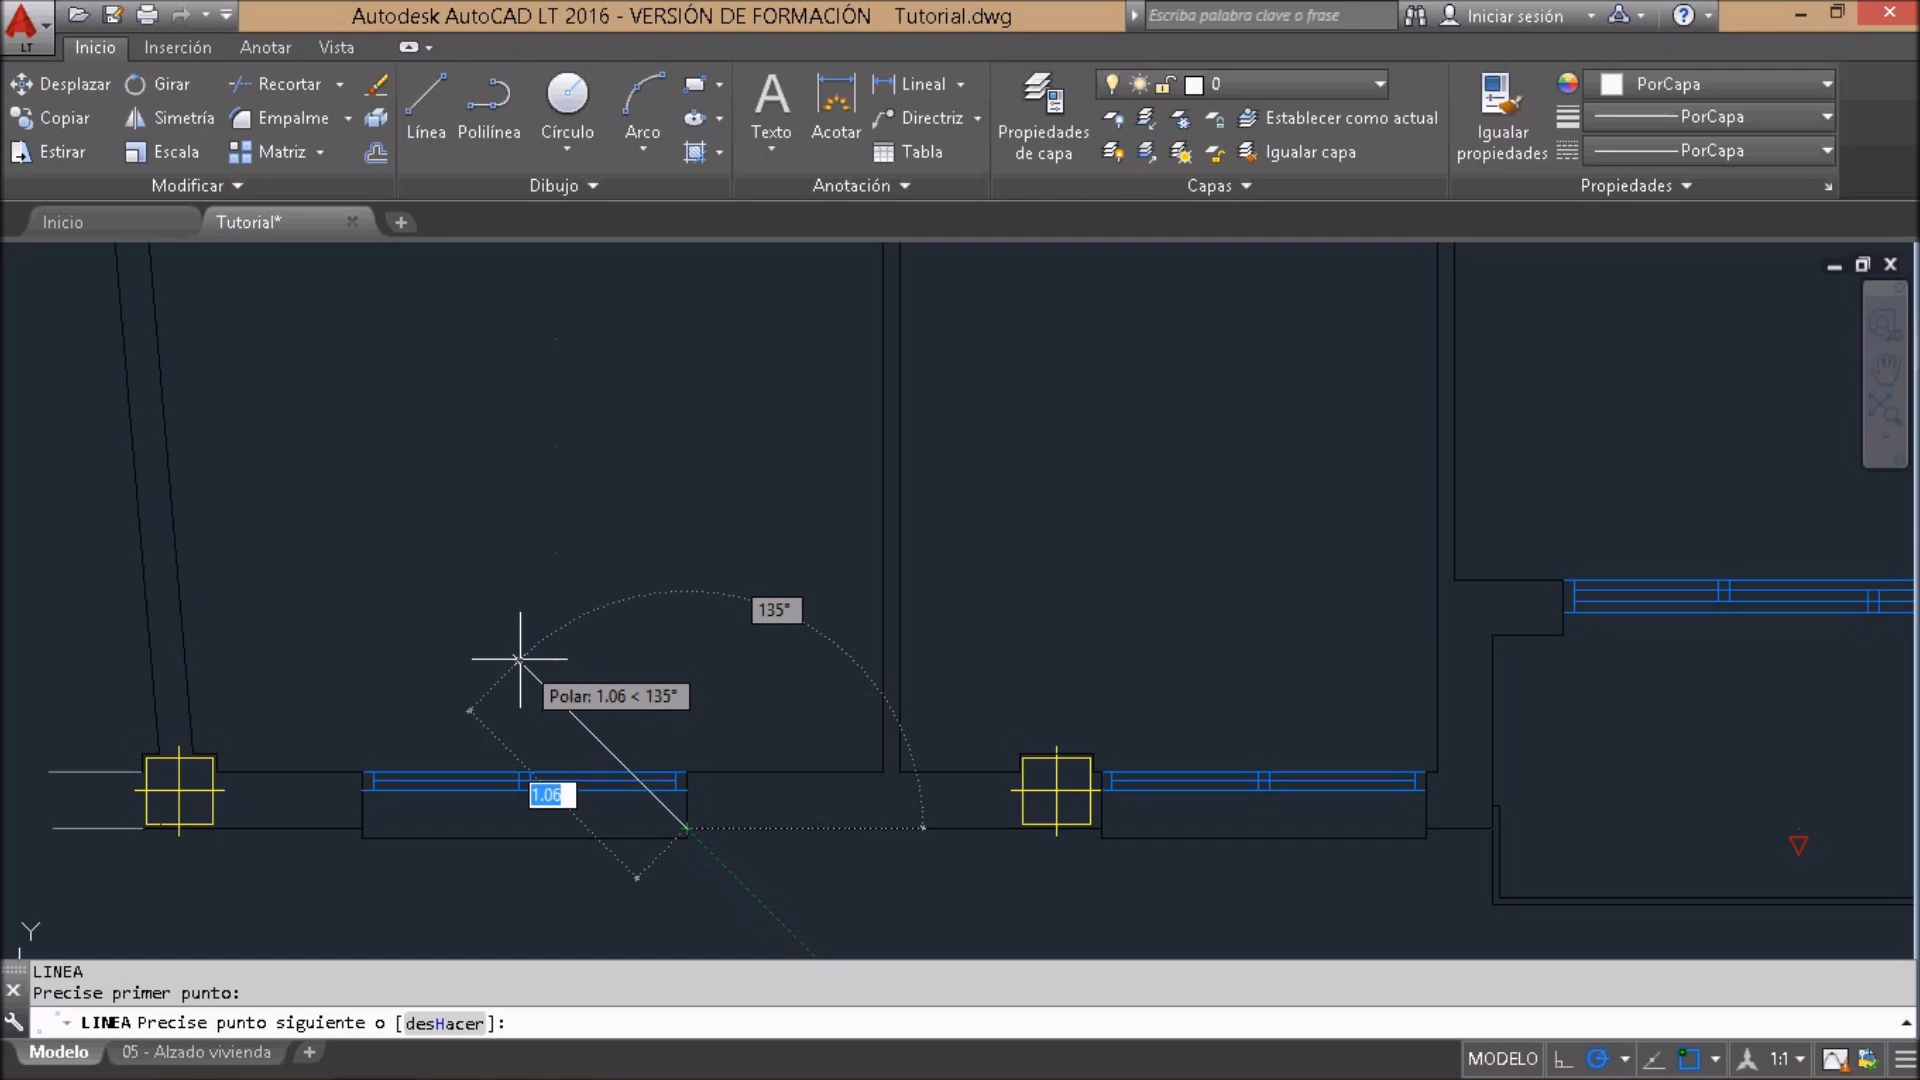 Autodesk AutoCAD LT 2016 - VERSIÓN DE FORMACIÓN Tutorial.dwg
Escriba palabra clave o frase
Iniciar sesión
LT
Inicio Inserción Anotar Vista
Desplazar Girar Recortar
Copiar Simetría Empalme
Estirar Escala Matriz
Modificar
Línea Polilínea Círculo Arco
Dibujo
Texto Acotar
Lineal
Directriz
Tabla
Anotación
Propiedades
de capa
0
Establecer como actual
Igualar capa
Capas
Igualar
propiedades
PorCapa
PorCapa
PorCapa
Propiedades
Inicio Tutorial*
135°
Polar: 1.06 < 135°
1.06
Y
LINEA
Precise primer punto:
LINEA Precise punto siguiente o [desHacer]:
Modelo 05 - Alzado vivienda
MODELO 1:1